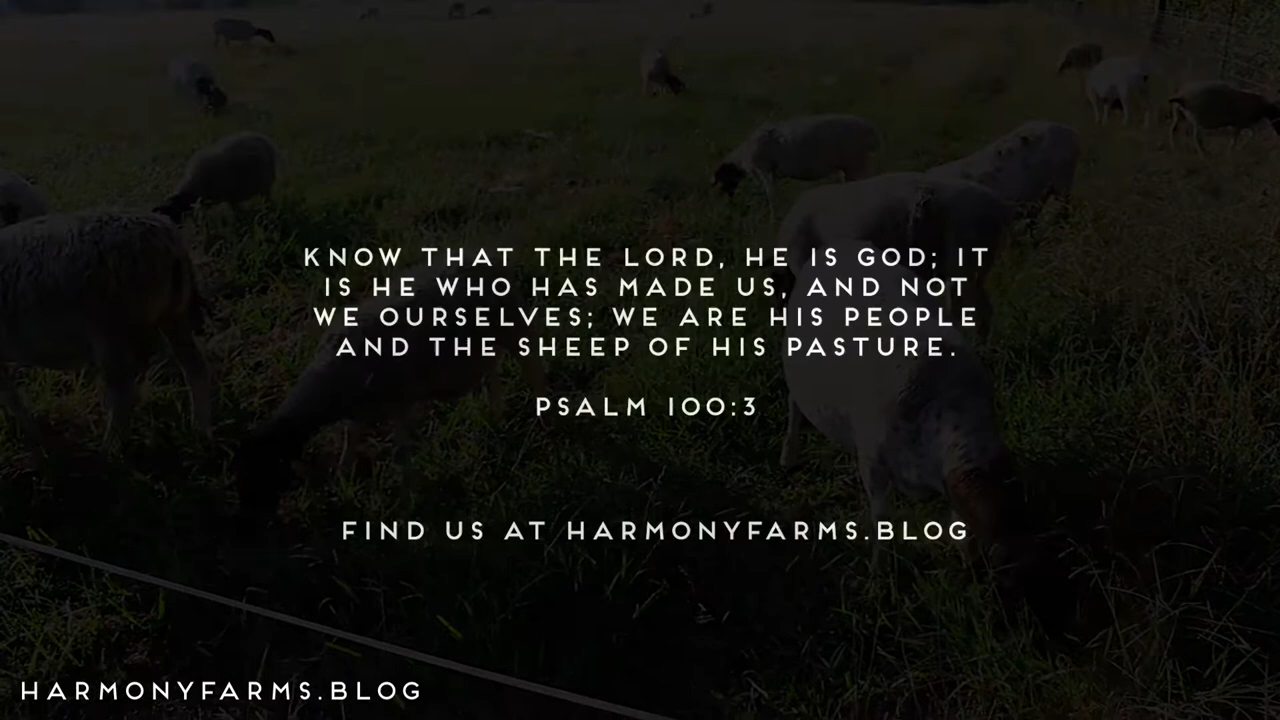 KNOW THAT THE LORD, HE IS GOD; IT
IS HE WHO HAS MADE US, AND NOT
WE OURSELVES; WE ARE HIS PEOPLE
AND THE SHEEP OF HIS PASTURE.
PSALM 100:3
FIND US AT HARMONYFARMS.BLOG
HARMONYFARMS.BLOG